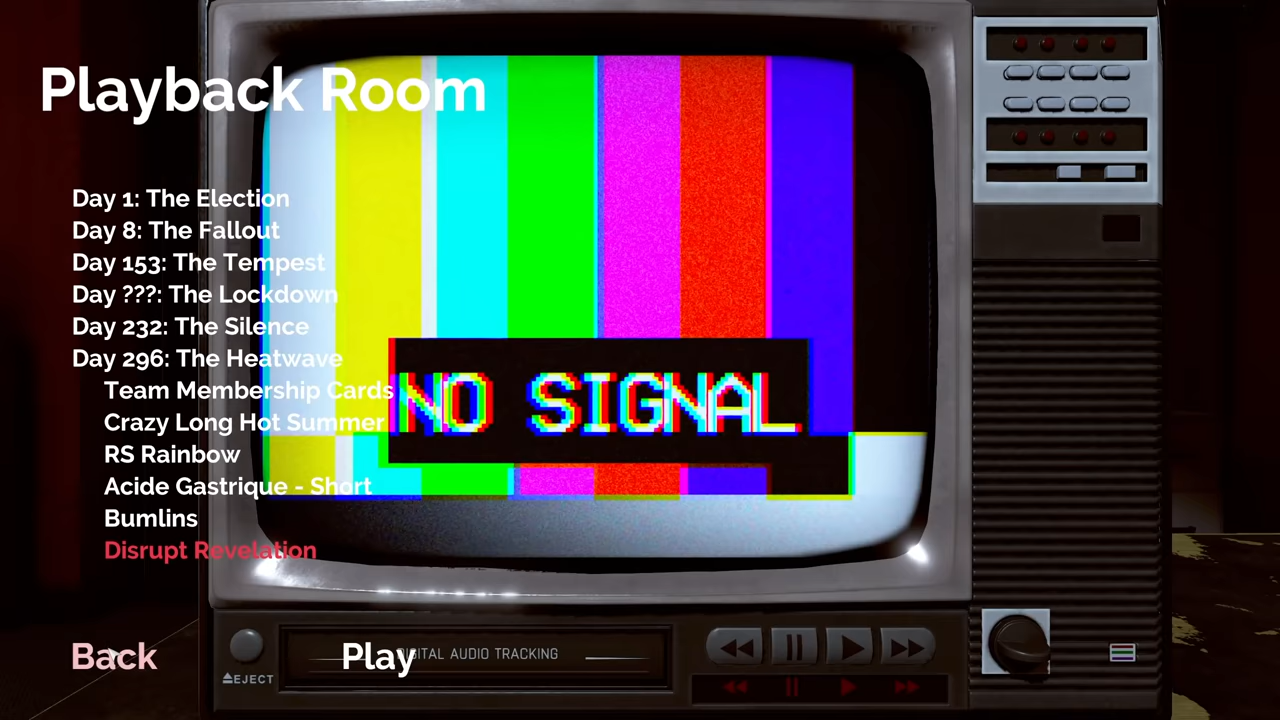 Playback Room
Day 1: The Election
Day 8: The Fallout
Day 153: The Tempest
Day ???: The Lockdown
Day 232: The Silence
Day 296: The Heatwave
Team Membership Cards
Crazy Long Hot Summer
RS Rainbow
Acide Gastrique - Short
Bumlins
Disrupt Revelation
NO SIGNAL
Back
Play
DIGITAL AUDIO TRACKING
EJECT